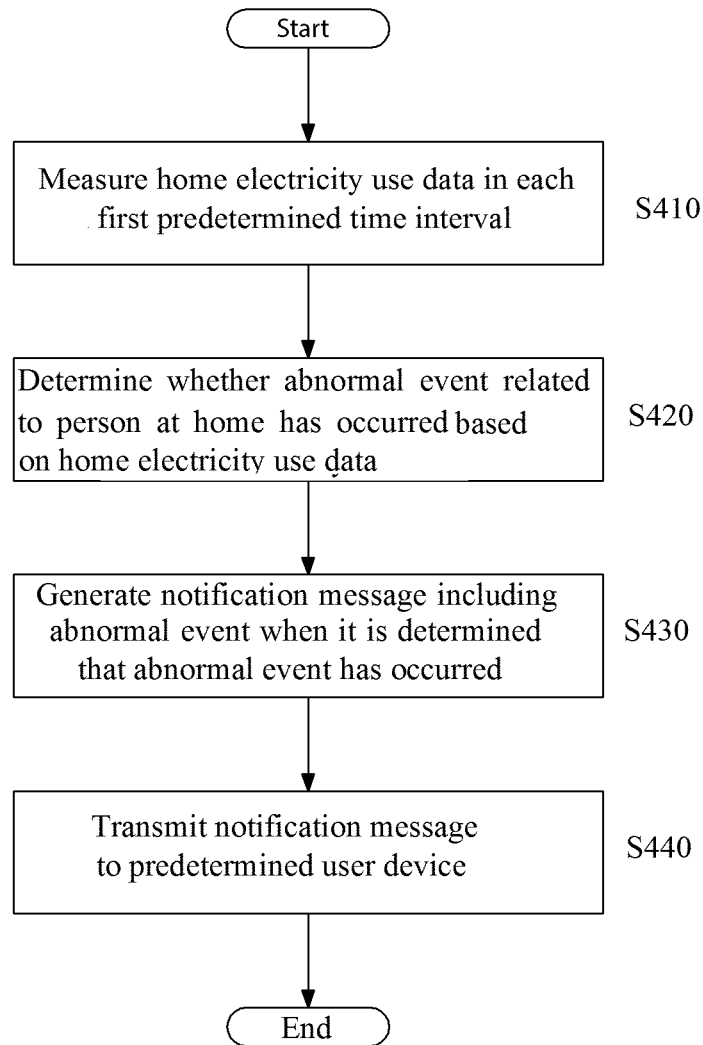 Start
Measure home electricity use data in each
first predetermined time interval
S410
Determine whether abnormal event related
to person at home has occurred based
on home electricity use data
S420
Generate notification message including
abnormal event when it is determined
that abnormal event has occurred
S430
Transmit notification message
to predetermined user device
S440
End